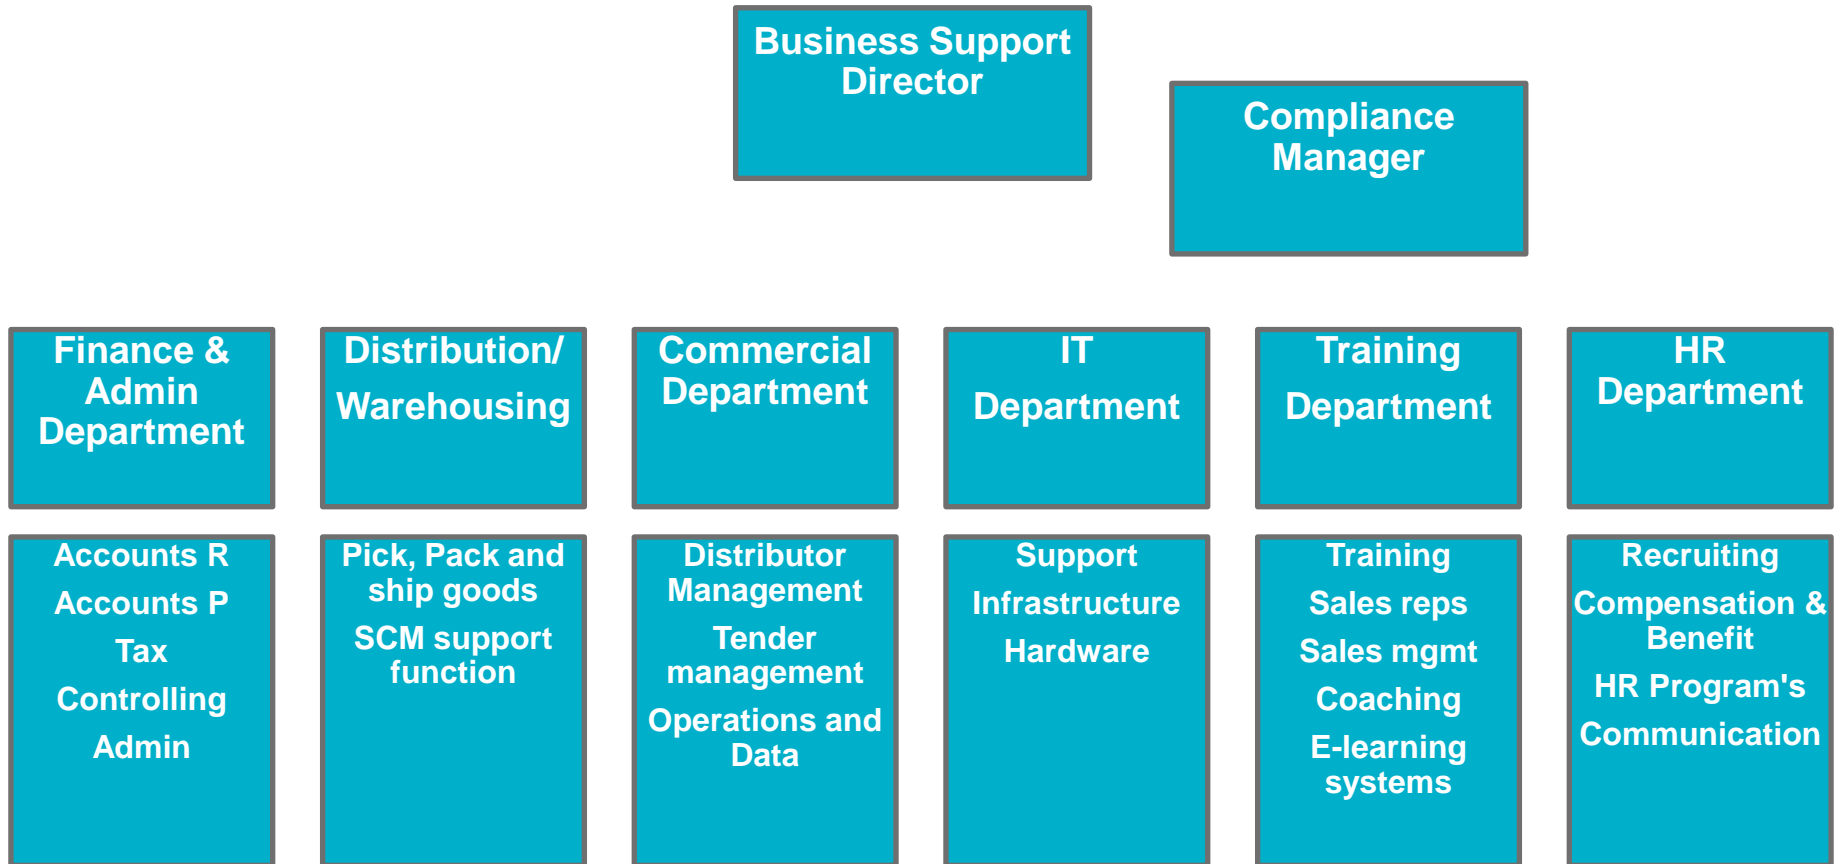 Business Support
Director
Compliance
Manager
Finance &
Admin
Department
Distribution/
Warehousing
Commercial
Department
IT
Department
Training
Department
HR
Department
Accounts R
Accounts P
Tax
Controlling
Admin
Pick, Pack and
ship goods
SCM support
function
Distributor
Management
Tender
management
Operations and
Data
Support
Infrastructure
Hardware
Training
Sales reps
Sales mgmt
Coaching
E-learning
systems
Recruiting
Compensation &
Benefit
HR Program's
Communication